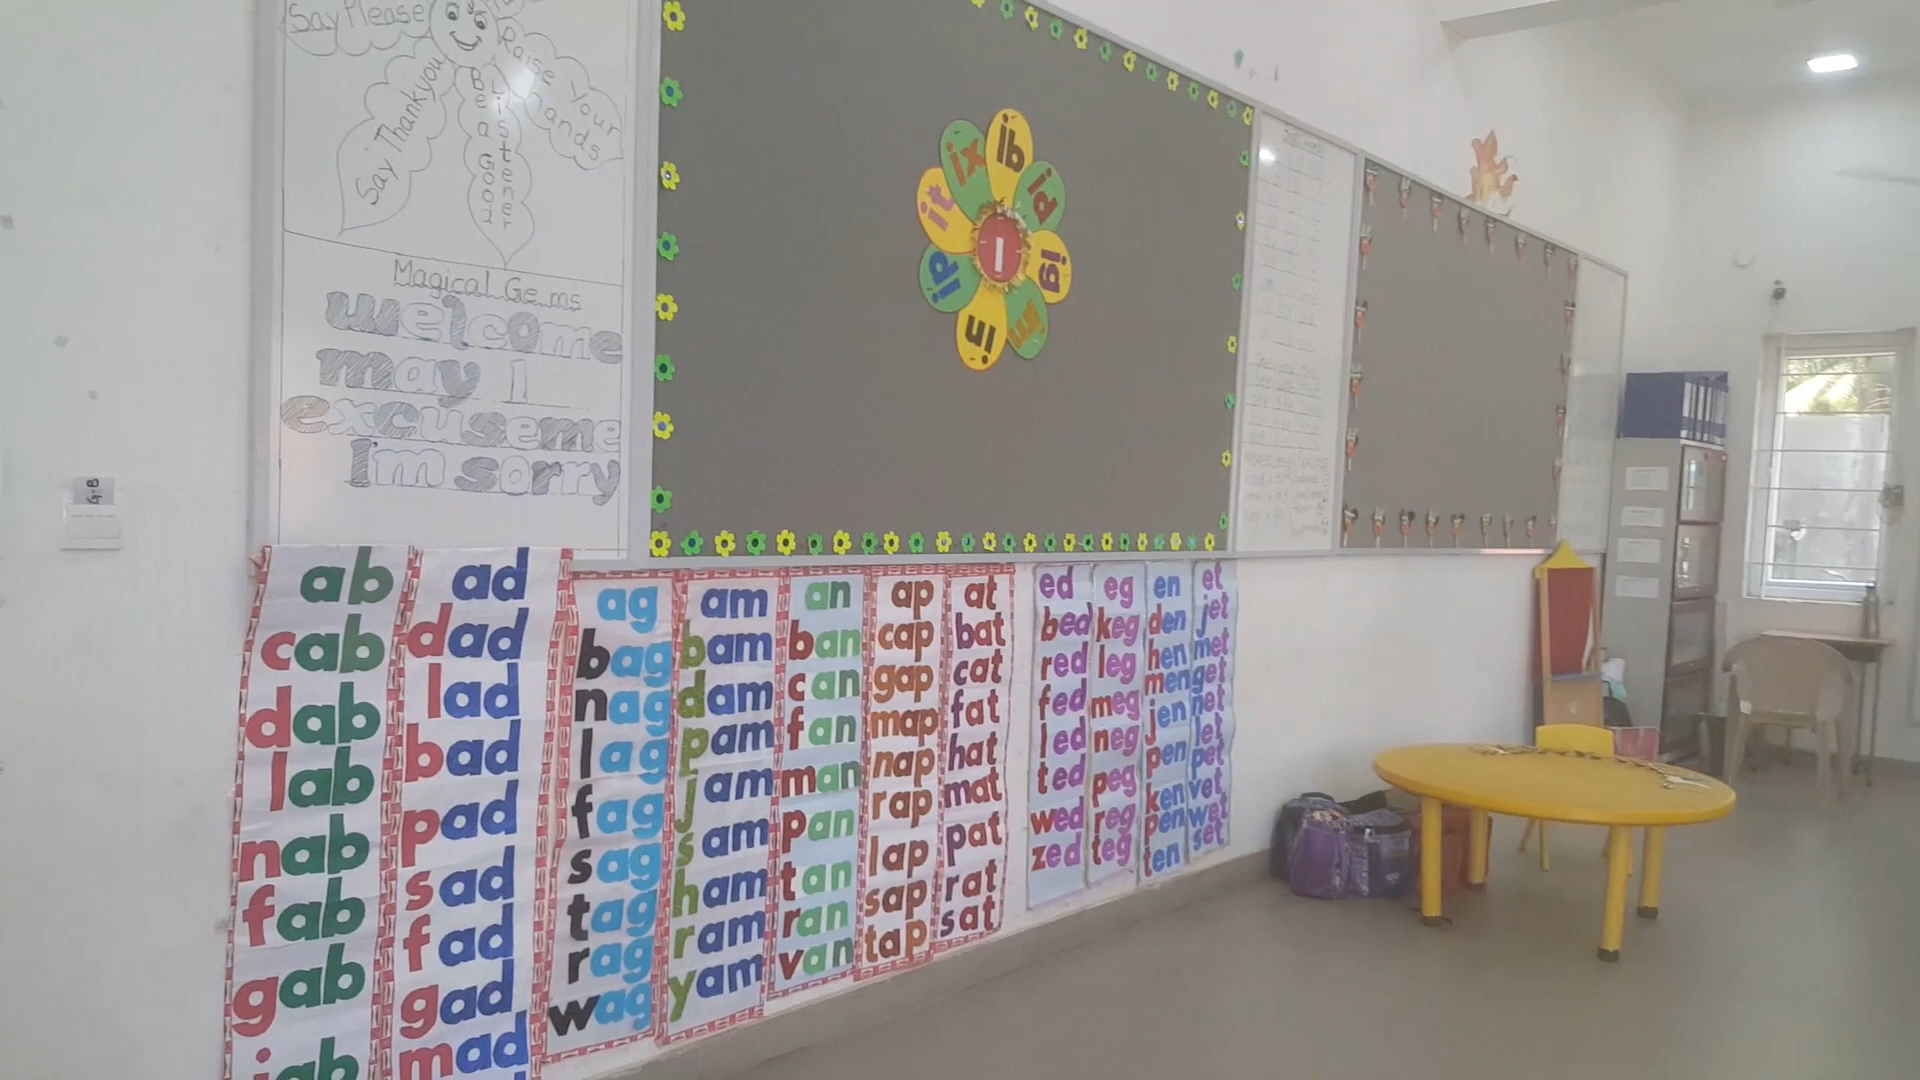 Say Please
Say Thankyou
Be a Good
Listener
Raise Your
hands
Magical Gems
welcome
may I
excuseme
I'm sorry
G-B
I
ib
id
ig
im
in
ip
it
ix
ab
cab
dab
lab
nab
fab
gab
jab
ad
dad
lad
bad
pad
sad
fad
gad
mad
ag
bag
nag
lag
fag
sag
tag
rag
wag
am
bam
dam
pam
jam
sam
ham
ram
yam
an
ban
can
fan
man
pan
tan
ran
van
ap
cap
gap
map
nap
rap
lap
sap
tap
at
bat
cat
fat
hat
mat
pat
rat
sat
ed
bed
red
fed
led
ted
wed
zed
eg
keg
leg
meg
neg
peg
reg
teg
en
den
hen
men
jen
pen
ken
pen
ten
et
jet
met
get
net
let
pet
vet
wet
set